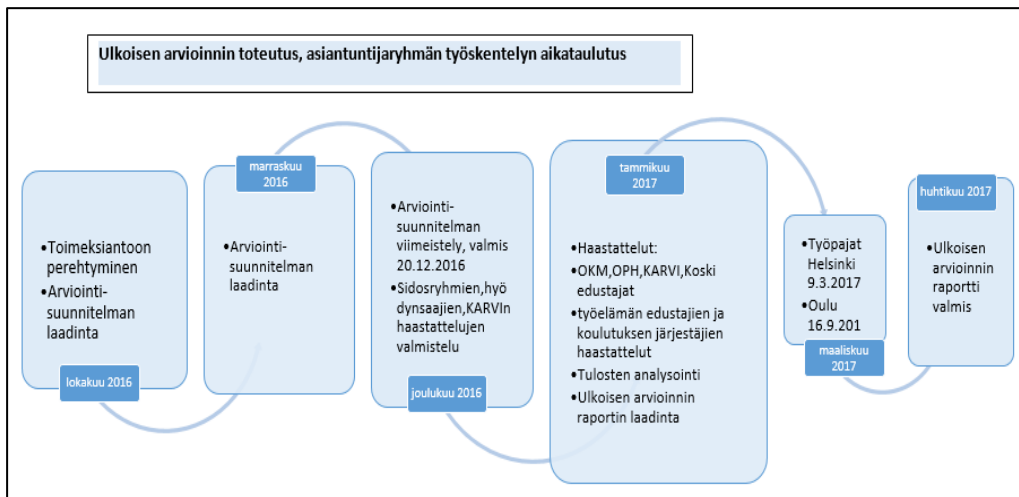 Ulkoisen arvioinnin toteutus, asiantuntijaryhmän työskentelyn aikataulutus
•Toimeksiantoon
perehtyminen
•Arviointi-
suunnitelman
laadinta
lokakuu 2016
marraskuu
2016
•Arviointi-
suunnitelman
laadinta
•Arviointi-
suunnitelman
viimeistely, valmis
20.12.2016
•Sidosryhmien,hyö
dynsaajien,KARVIn
haastattelujen
valmistelu
joulukuu 2016
tammikuu
2017
•Haastattelut:
•OKM,OPH,KARVI,Koski
edustajat
•työelämän edustajien ja
koulutuksen järjestäjien
haastattelut
•Tulosten analysointi
•Ulkoisen arvioinnin
raportin laadinta
•Työpajat
Helsinki
9.3.2017
•Oulu
16.9.201
maaliskuu
2017
huhtikuu 2017
•Ulkoisen
arvioinnin
raportti
valmis